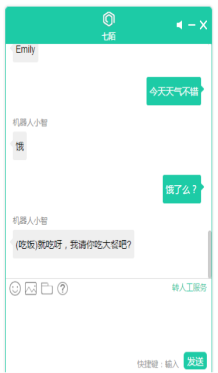 七陌
Emily
今天天气不错
机器人小智
饿
饿了么？
机器人小智
(吃饭)就吃呀，我请你吃大餐吧?
转人工服务
快捷键：输入
发送